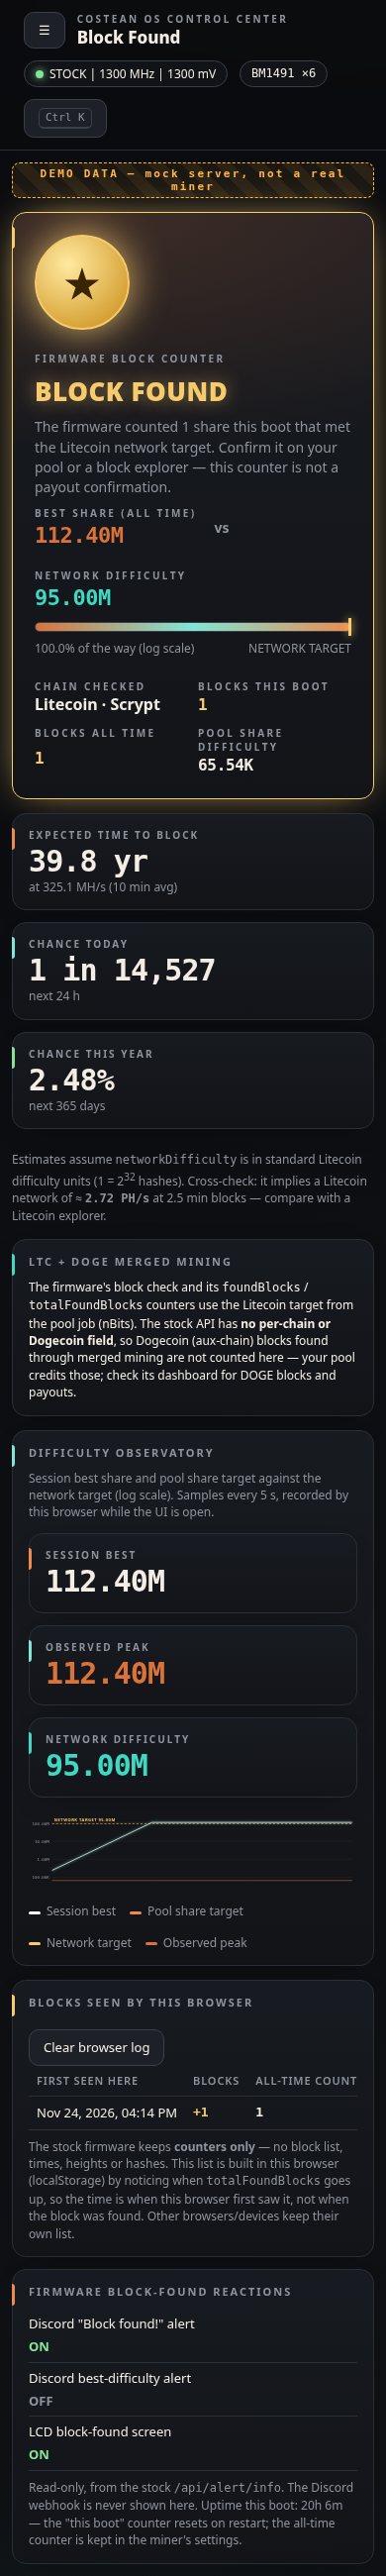 ☰
COSTEAN OS CONTROL CENTER
Block Found
STOCK | 1300 MHz | 1300 mV
BM1491 ×6
Ctrl K
DEMO DATA — mock server, not a real
miner
★
FIRMWARE BLOCK COUNTER
BLOCK FOUND
The firmware counted 1 share this boot that met
the Litecoin network target. Confirm it on your
pool or a block explorer — this counter is not a
payout confirmation.
BEST SHARE (ALL TIME)
112.40M
vs
NETWORK DIFFICULTY
95.00M
100.0% of the way (log scale)
NETWORK TARGET
CHAIN CHECKED
Litecoin · Scrypt
BLOCKS THIS BOOT
1
BLOCKS ALL TIME
1
POOL SHARE
DIFFICULTY
65.54K
EXPECTED TIME TO BLOCK
39.8 yr
at 325.1 MH/s (10 min avg)
CHANCE TODAY
1 in 14,527
next 24 h
CHANCE THIS YEAR
2.48%
next 365 days
Estimates assume networkDifficulty is in standard Litecoin
difficulty units (1 = 2^32 hashes). Cross-check: it implies a Litecoin
network of ≈ 2.72 PH/s at 2.5 min blocks — compare with a
Litecoin explorer.
LTC + DOGE MERGED MINING
The firmware's block check and its foundBlocks /
totalFoundBlocks counters use the Litecoin target from
the pool job (nBits). The stock API has no per-chain or
Dogecoin field, so Dogecoin (aux-chain) blocks found
through merged mining are not counted here — your pool
credits those; check its dashboard for DOGE blocks and
payouts.
DIFFICULTY OBSERVATORY
Session best share and pool share target against the
network target (log scale). Samples every 5 s, recorded by
this browser while the UI is open.
SESSION BEST
112.40M
OBSERVED PEAK
112.40M
NETWORK DIFFICULTY
95.00M
NETWORK TARGET 95.00M
Session best
Pool share target
Network target
Observed peak
BLOCKS SEEN BY THIS BROWSER
Clear browser log
FIRST SEEN HERE BLOCKS ALL-TIME COUNT
Nov 24, 2026, 04:14 PM +1 1
The stock firmware keeps counters only — no block list,
times, heights or hashes. This list is built in this browser
(localStorage) by noticing when totalFoundBlocks goes
up, so the time is when this browser first saw it, not when
the block was found. Other browsers/devices keep their
own list.
FIRMWARE BLOCK-FOUND REACTIONS
Discord "Block found!" alert
ON
Discord best-difficulty alert
OFF
LCD block-found screen
ON
Read-only, from the stock /api/alert/info. The Discord
webhook is never shown here. Uptime this boot: 20h 6m
— the "this boot" counter resets on restart; the all-time
counter is kept in the miner's settings.